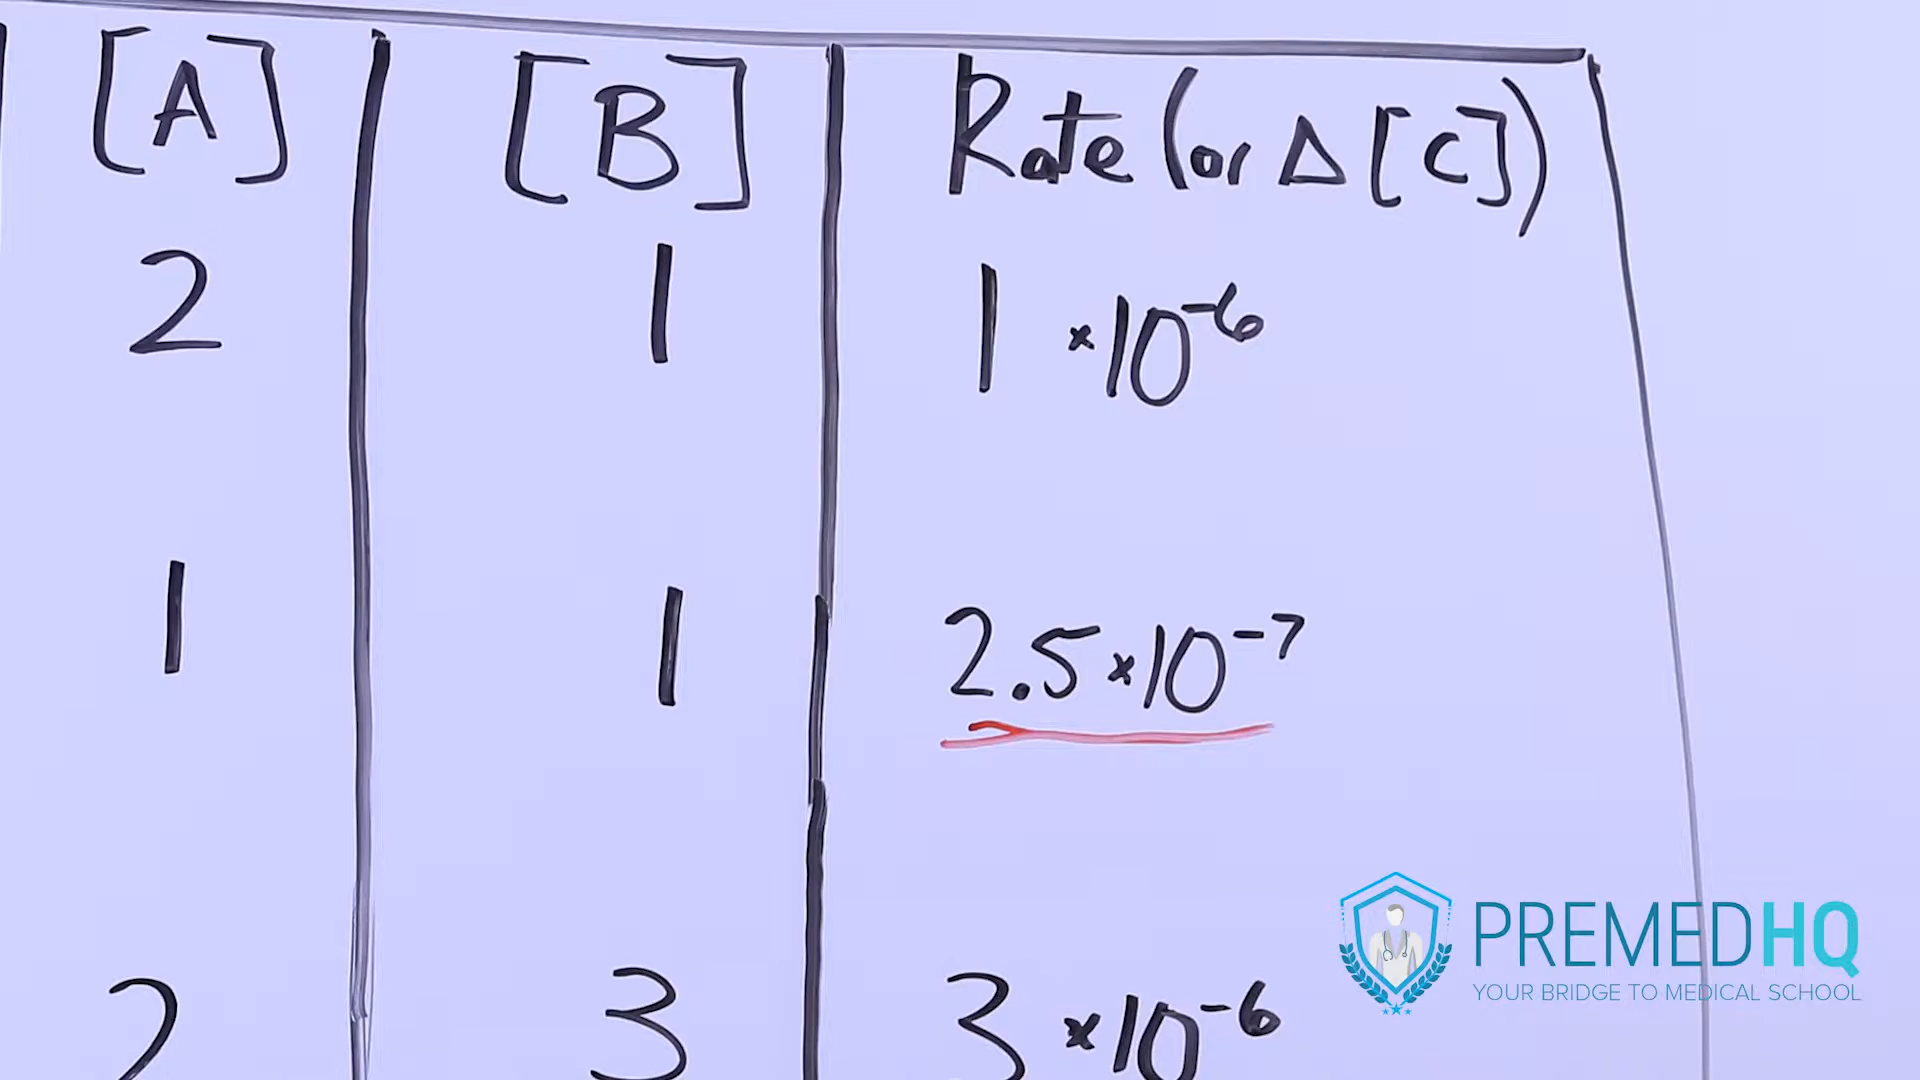 [A] [B] Rate (or Δ [C])
2 1 1 ×10⁻⁶
1 1 2.5×10⁻⁷
2 3 3 ×10⁻⁶
PREMEDHQ
YOUR BRIDGE TO MEDICAL SCHOOL